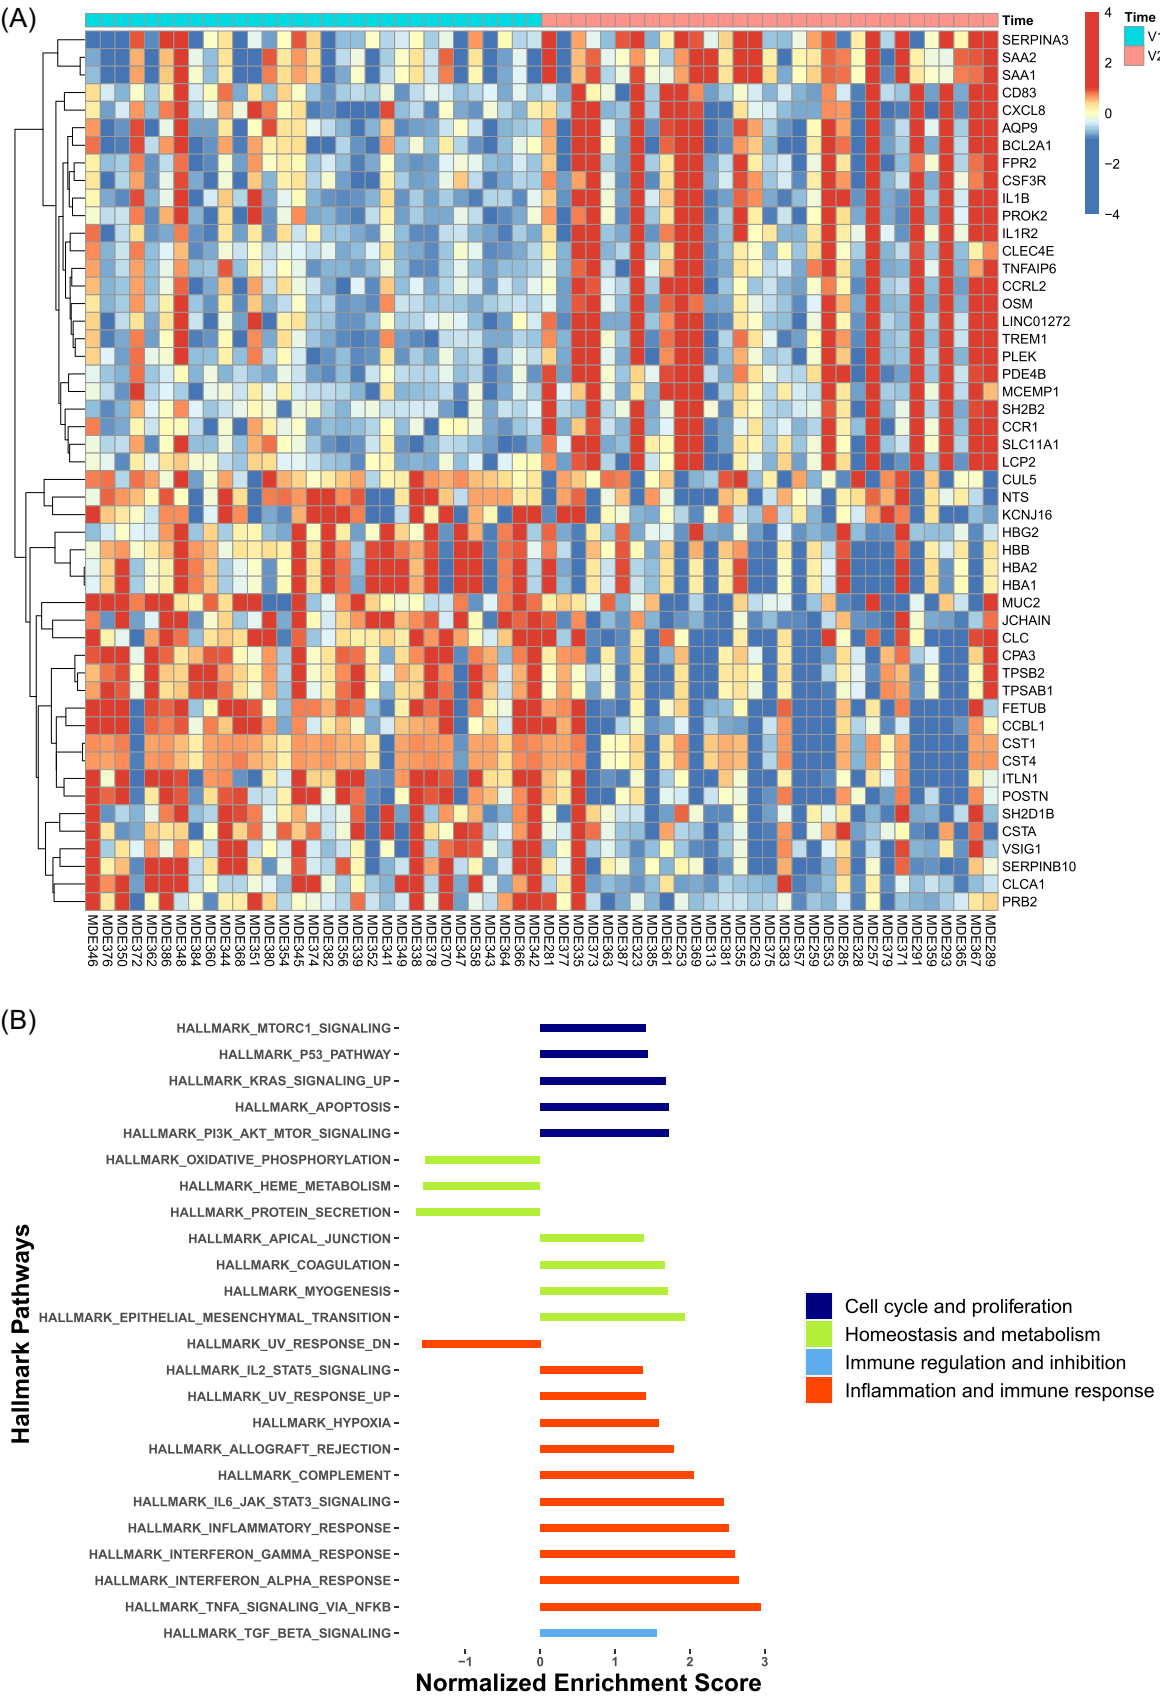 (A)
Time
SERPINA3
SAA2
SAA1
CD83
CXCL8
AQP9
BCL2A1
FPR2
CSF3R
IL1B
PROK2
IL1R2
CLEC4E
TNFAIP6
CCRL2
OSM
LINC01272
TREM1
PLEK
PDE4B
MCEMP1
SH2B2
CCR1
SLC11A1
LCP2
CUL5
NTS
KCNJ16
HBG2
HBB
HBA2
HBA1
MUC2
JCHAIN
CLC
CPA3
TPSB2
TPSAB1
FETUB
CCBL1
CST1
CST4
ITLN1
POSTN
SH2D1B
CSTA
VSIG1
SERPINB10
CLCA1
PRB2
4
2
0
−2
−4
Time
V1
V2
MDE346
MDE376
MDE350
MDE372
MDE362
MDE386
MDE348
MDE384
MDE360
MDE344
MDE368
MDE351
MDE380
MDE354
MDE345
MDE374
MDE382
MDE356
MDE339
MDE352
MDE341
MDE349
MDE338
MDE378
MDE370
MDE347
MDE358
MDE343
MDE364
MDE366
MDE342
MDE281
MDE377
MDE335
MDE373
MDE363
MDE387
MDE323
MDE385
MDE361
MDE253
MDE369
MDE313
MDE381
MDE355
MDE263
MDE375
MDE383
MDE357
MDE259
MDE353
MDE285
MDE328
MDE257
MDE379
MDE371
MDE291
MDE359
MDE293
MDE365
MDE367
MDE289
(B)
HALLMARK_MTORC1_SIGNALING
HALLMARK_P53_PATHWAY
HALLMARK_KRAS_SIGNALING_UP
HALLMARK_APOPTOSIS
HALLMARK_PI3K_AKT_MTOR_SIGNALING
HALLMARK_OXIDATIVE_PHOSPHORYLATION
HALLMARK_HEME_METABOLISM
HALLMARK_PROTEIN_SECRETION
HALLMARK_APICAL_JUNCTION
HALLMARK_COAGULATION
HALLMARK_MYOGENESIS
HALLMARK_EPITHELIAL_MESENCHYMAL_TRANSITION
HALLMARK_UV_RESPONSE_DN
HALLMARK_IL2_STAT5_SIGNALING
HALLMARK_UV_RESPONSE_UP
HALLMARK_HYPOXIA
HALLMARK_ALLOGRAFT_REJECTION
HALLMARK_COMPLEMENT
HALLMARK_IL6_JAK_STAT3_SIGNALING
HALLMARK_INFLAMMATORY_RESPONSE
HALLMARK_INTERFERON_GAMMA_RESPONSE
HALLMARK_INTERFERON_ALPHA_RESPONSE
HALLMARK_TNFA_SIGNALING_VIA_NFKB
HALLMARK_TGF_BETA_SIGNALING
Hallmark Pathways
−1
0
1
2
3
Normalized Enrichment Score
Cell cycle and proliferation
Homeostasis and metabolism
Immune regulation and inhibition
Inflammation and immune response